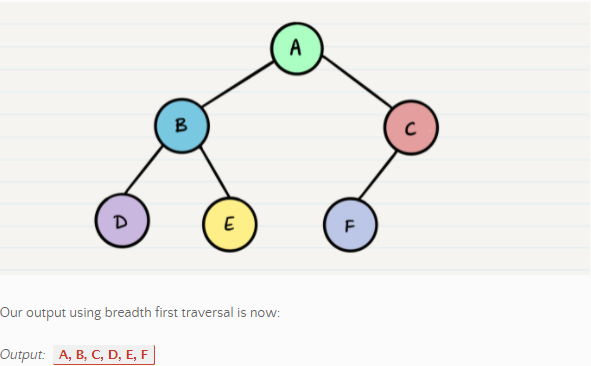 A
B
C
D
E
F
Our output using breadth first traversal is now:
Output: A, B, C, D, E, F